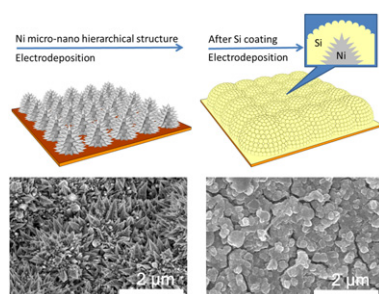 Ni micro-nano hierarchical structure
Electrodeposition
After Si coating
Electrodeposition
Si
Ni
2 μm
2 μm